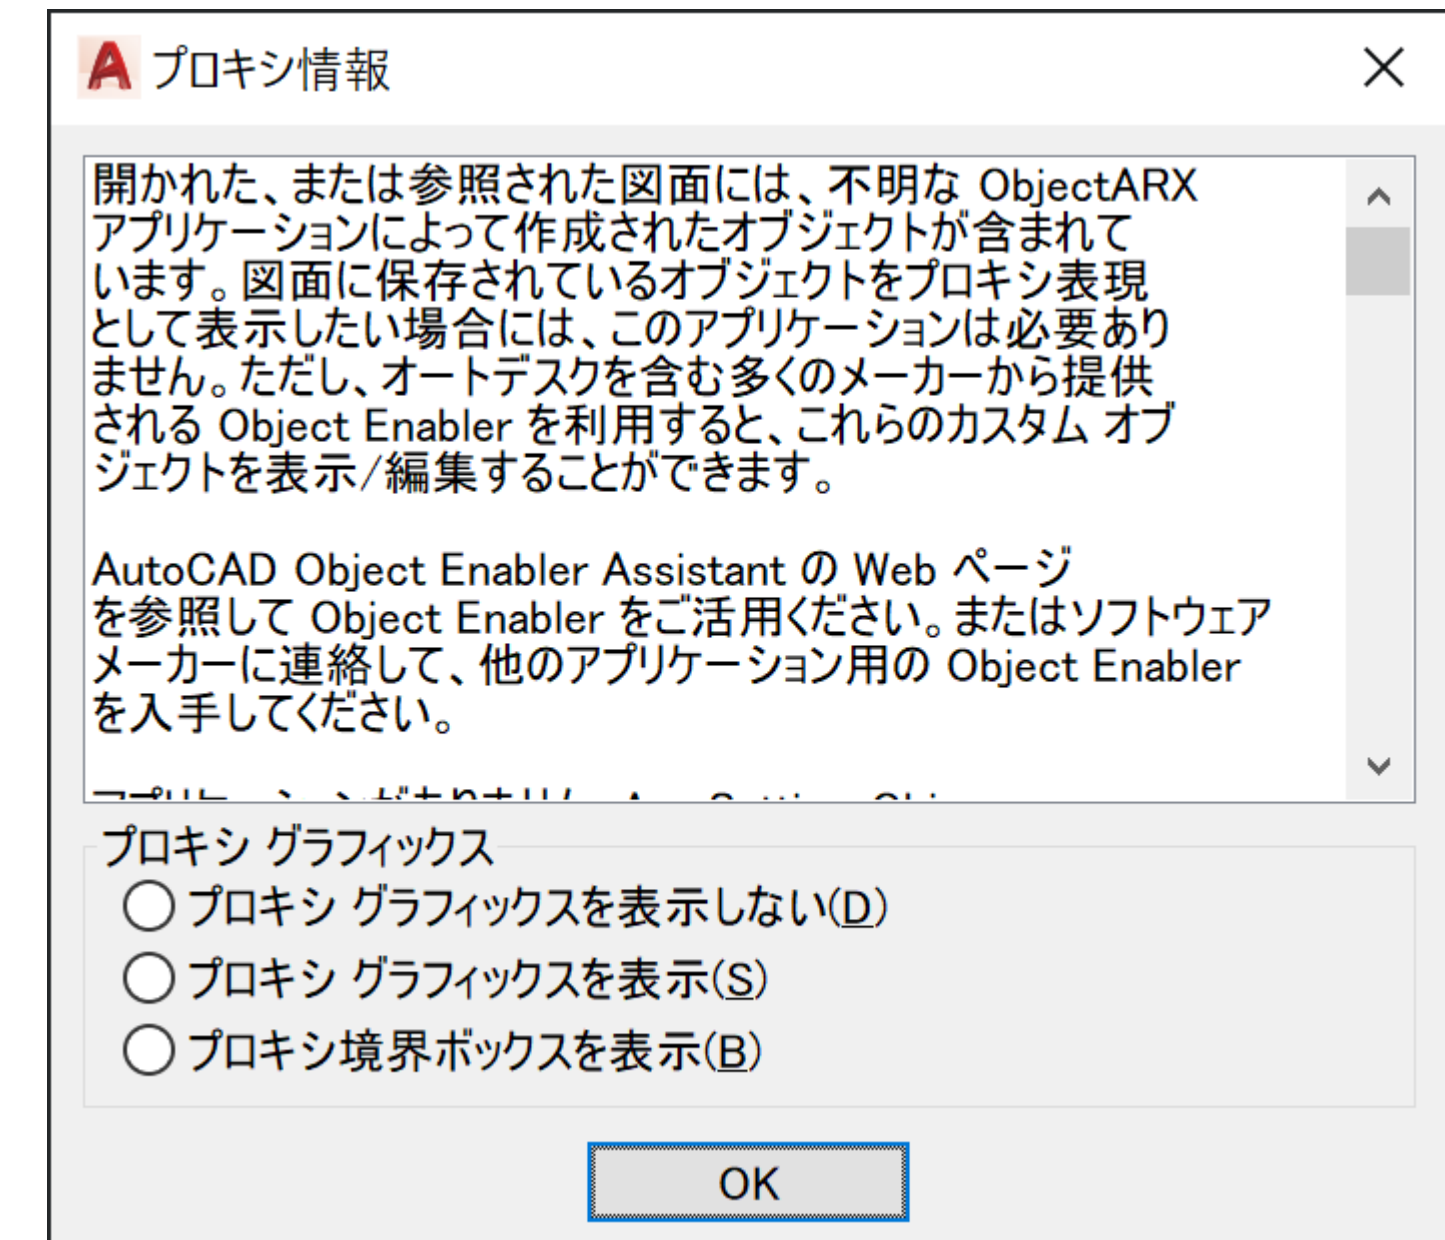 プロキシ情報
開かれた、または参照された図面には、不明な ObjectARX
アプリケーションによって作成されたオブジェクトが含まれて
います。図面に保存されているオブジェクトをプロキシ表現
として表示したい場合には、このアプリケーションは必要あり
ません。ただし、オートデスクを含む多くのメーカーから提供
される Object Enabler を利用すると、これらのカスタム オブ
ジェクトを表示/編集することができます。
AutoCAD Object Enabler Assistant の Web ページ
を参照して Object Enabler をご活用ください。またはソフトウェア
メーカーに連絡して、他のアプリケーション用の Object Enabler
を入手してください。
アプリケーションがありません
プロキシ グラフィックス
プロキシ グラフィックスを表示しない(D)
プロキシ グラフィックスを表示(S)
プロキシ境界ボックスを表示(B)
OK